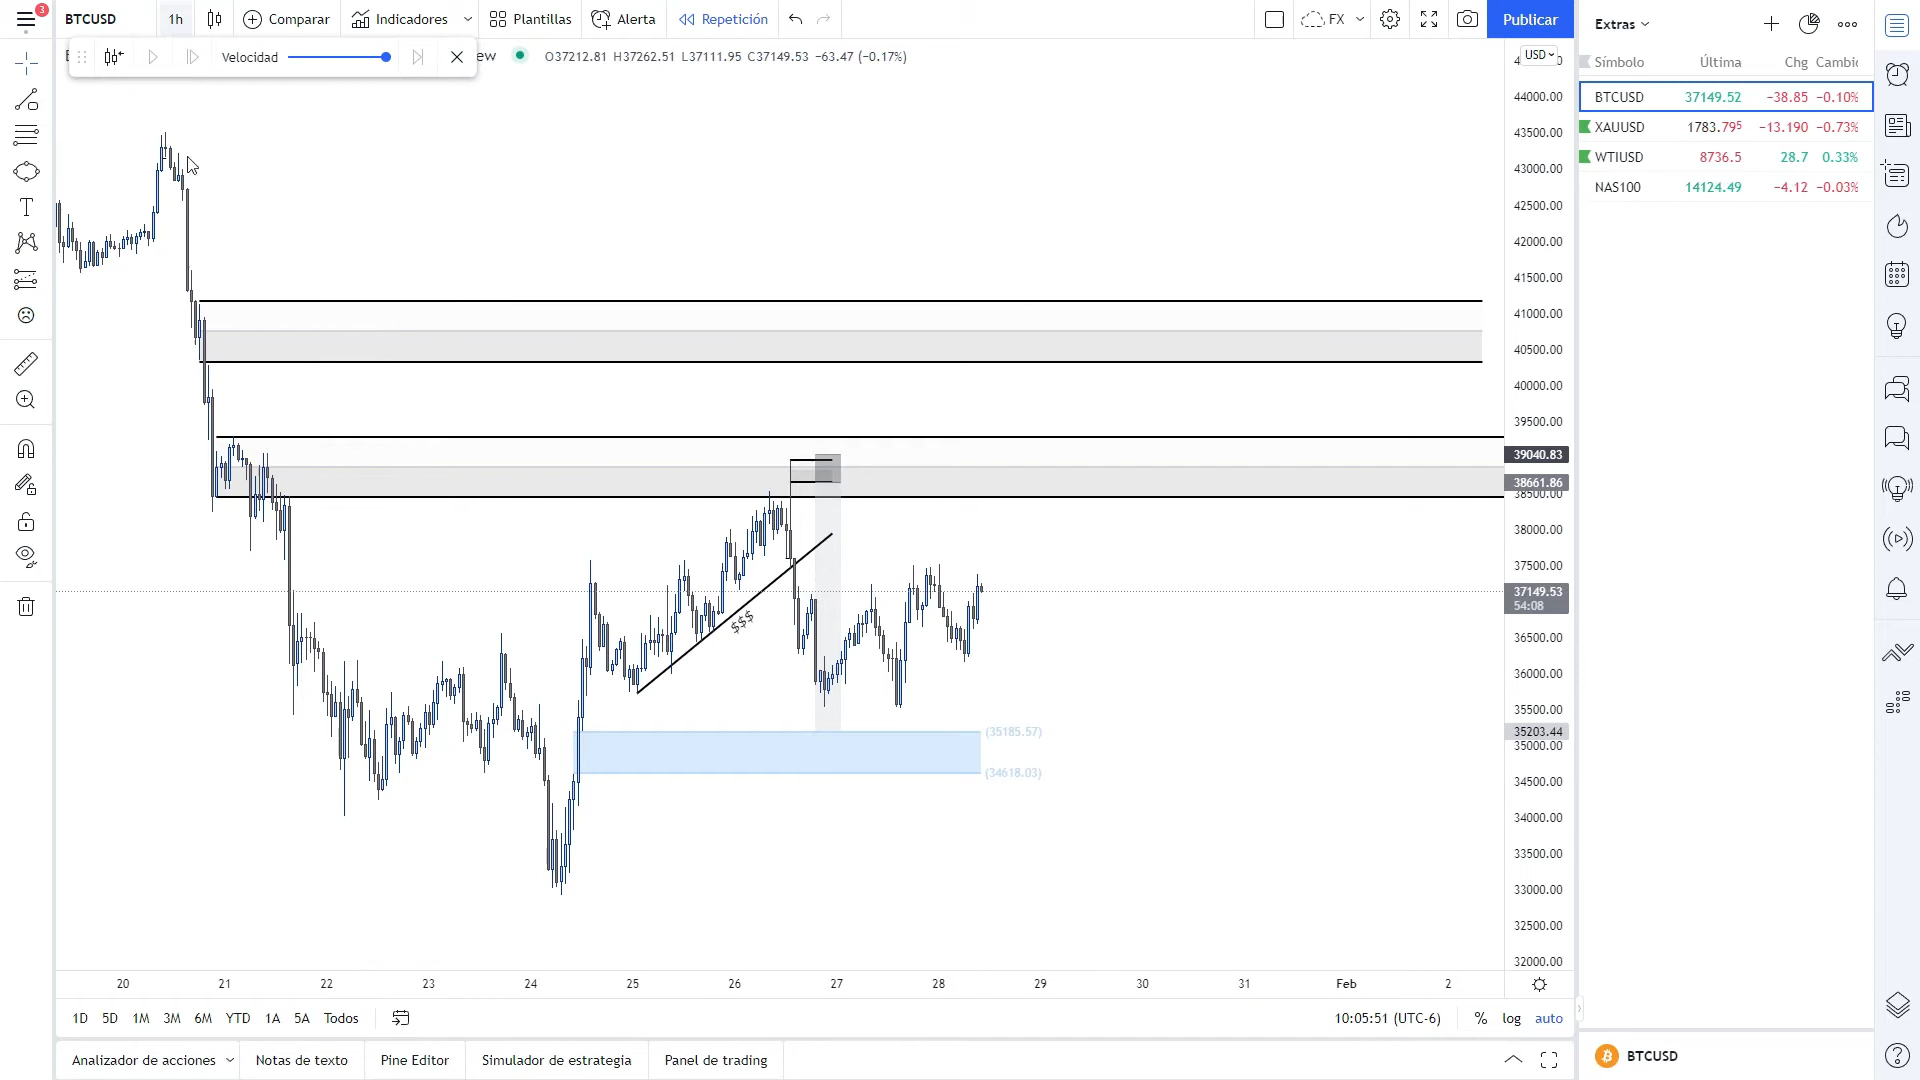 3
BTCUSD
1h
Comparar
Indicadores
Plantillas
Alerta
Repetición
FX
Publicar
Extras
Velocidad
ew
O37212.81 H37262.51 L37111.95 C37149.53 −63.47 (−0.17%)
USD
Símbolo Última Chg Cambio
BTCUSD 37149.52 −38.85 −0.10%
XAUUSD 1783.795 −13.190 −0.73%
WTIUSD 8736.5 28.7 0.33%
NAS100 14124.49 −4.12 −0.03%
44000.00
43500.00
43000.00
42500.00
42000.00
41500.00
41000.00
40500.00
40000.00
39500.00
39040.83
38661.86
38500.00
38000.00
37500.00
37149.53
54:08
36500.00
36000.00
35500.00
35203.44
35000.00
34500.00
34000.00
33500.00
33000.00
32500.00
32000.00
$$$
(35185.57)
(34618.03)
20 21 22 23 24 25 26 27 28 29 30 31 Feb 2
1D 5D 1M 3M 6M YTD 1A 5A Todos
10:05:51 (UTC-6) % log auto
Analizador de acciones Notas de texto Pine Editor Simulador de estrategia Panel de trading
BTCUSD